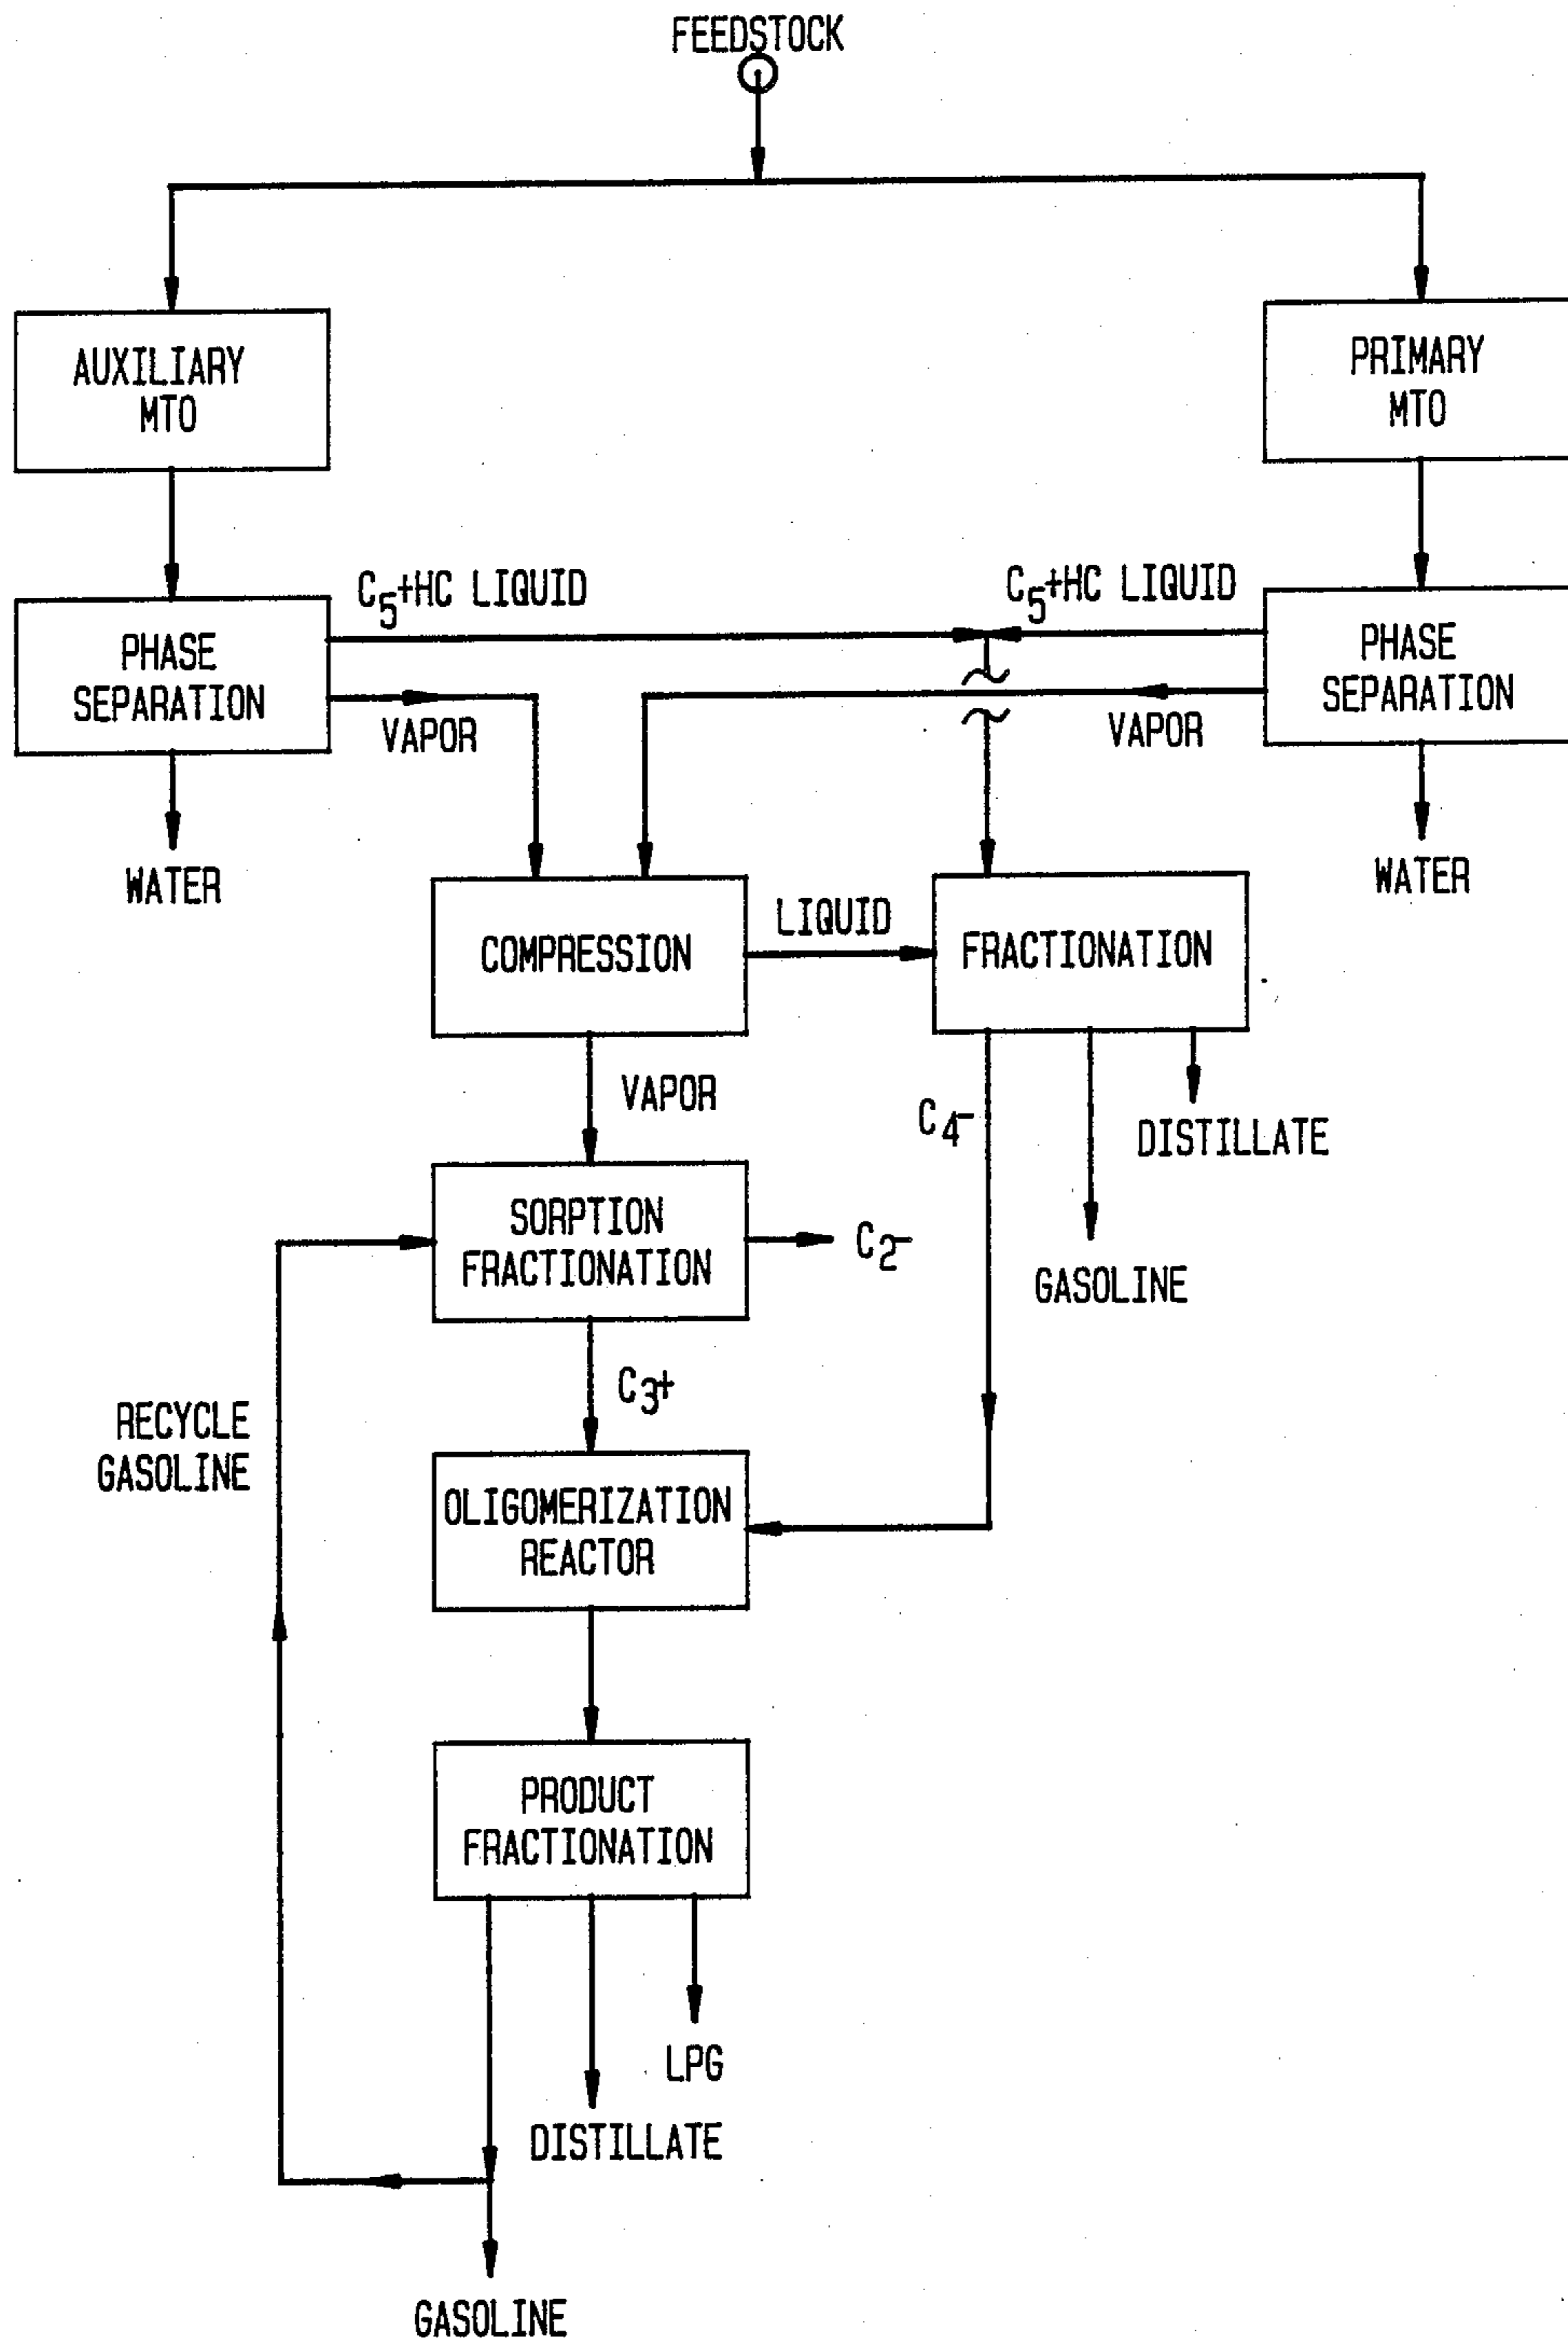 FEEDSTOCK
AUXILIARY
MTO
PRIMARY
MTO
C5+HC LIQUID
C5+HC LIQUID
PHASE
SEPARATION
PHASE
SEPARATION
VAPOR
VAPOR
WATER
WATER
COMPRESSION
LIQUID
FRACTIONATION
VAPOR
C4-
DISTILLATE
SORPTION
FRACTIONATION
C2-
GASOLINE
C3+
RECYCLE
GASOLINE
OLIGOMERIZATION
REACTOR
PRODUCT
FRACTIONATION
LPG
DISTILLATE
GASOLINE